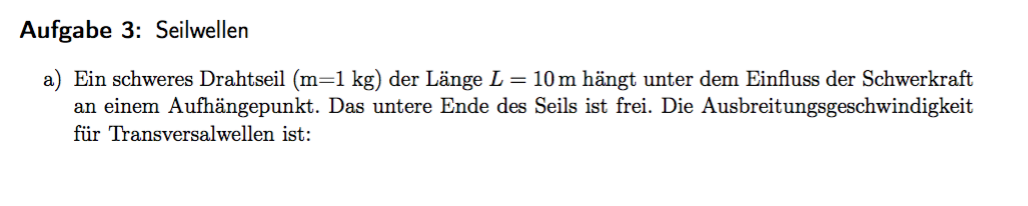 Aufgabe 3: Seilwellen
a) Ein schweres Drahtseil (m=1 kg) der Länge L = 10 m hängt unter dem Einfluss der Schwerkraft
an einem Aufhängepunkt. Das untere Ende des Seils ist frei. Die Ausbreitungsgeschwindigkeit
für Transversalwellen ist: